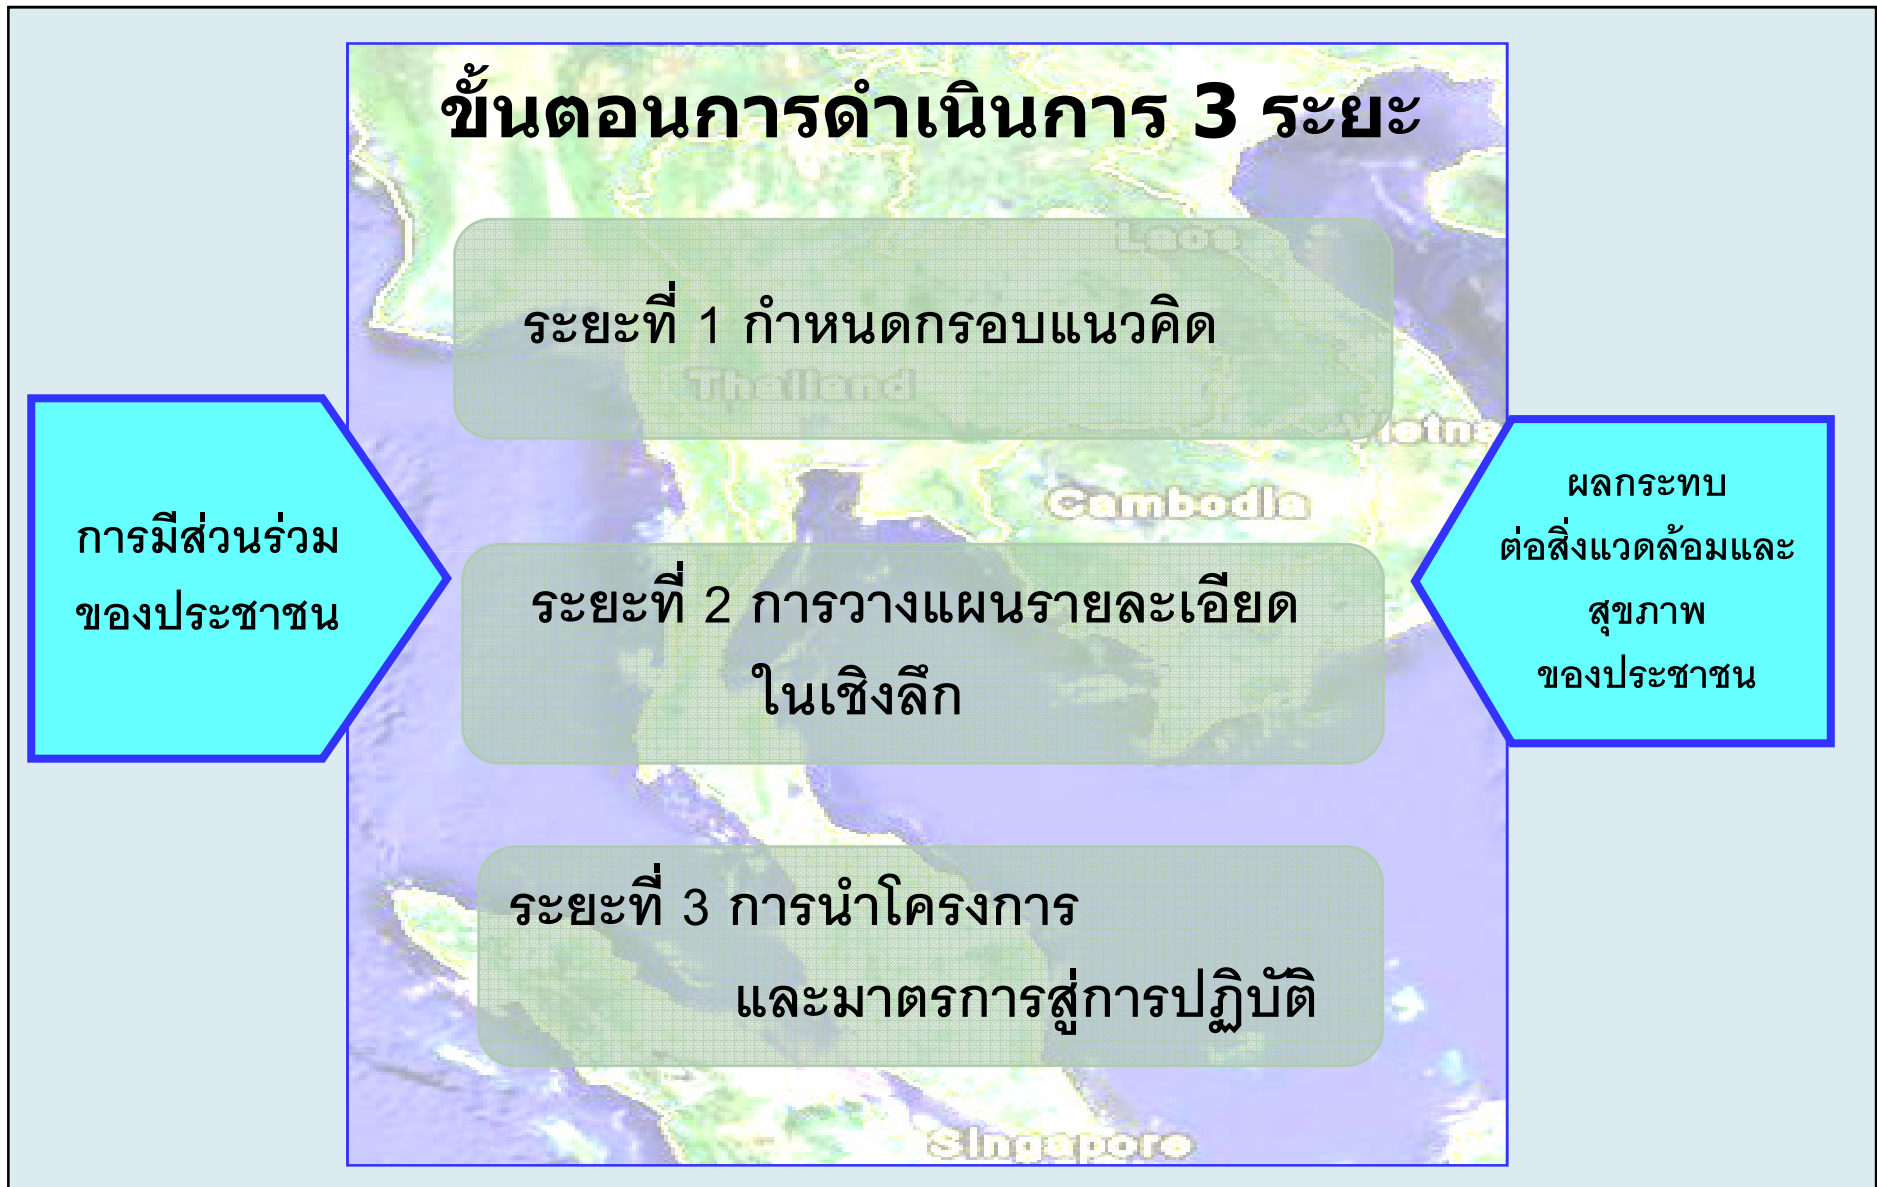 ขั้นตอนการดำเนินการ 3 ระยะ
Laos
ระยะที่ 1 กำหนดกรอบแนวคิด
Thailand
Vietna
Cambodia
การมีส่วนร่วม
ของประชาชน
ระยะที่ 2 การวางแผนรายละเอียด
ในเชิงลึก
ผลกระทบ
ต่อสิ่งแวดล้อมและ
สุขภาพ
ของประชาชน
ระยะที่ 3 การนำโครงการ
และมาตรการสู่การปฏิบัติ
Singapore